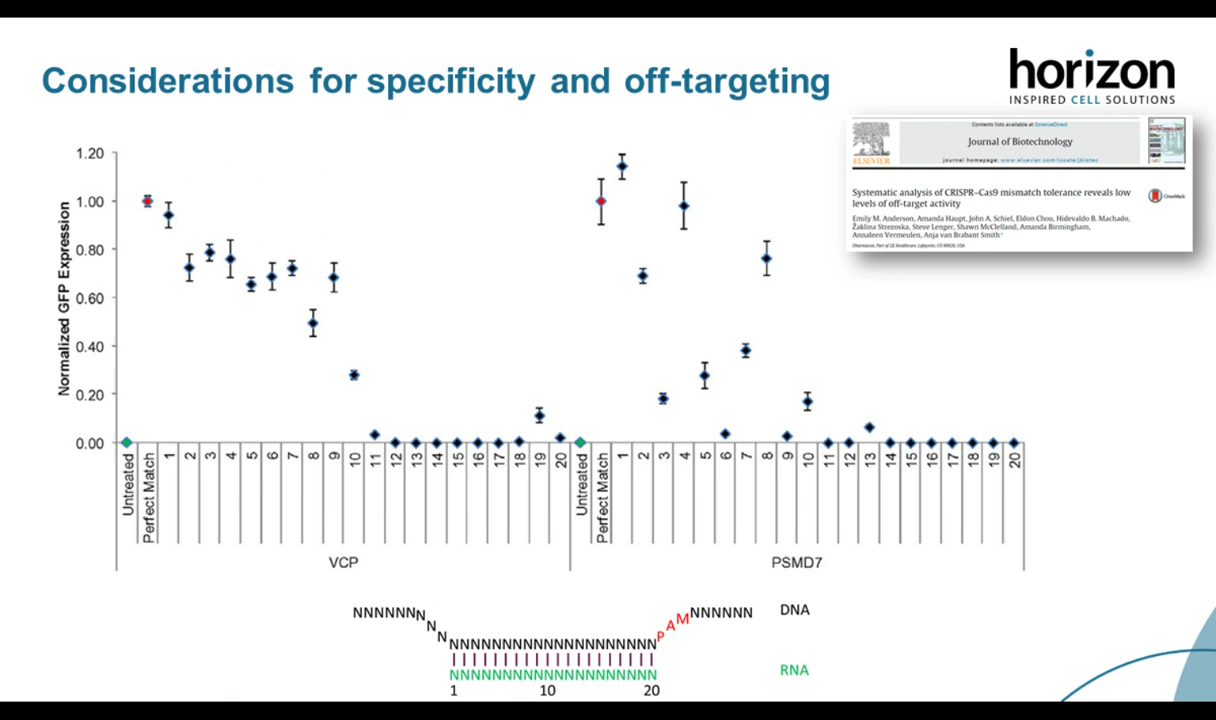 Considerations for specificity and off-targeting
horizon
INSPIRED CELL SOLUTIONS
Contents lists available at ScienceDirect
Journal of Biotechnology
journal homepage: www.elsevier.com/locate/jbiotec
ELSEVIER
CrossMark
Systematic analysis of CRISPR–Cas9 mismatch tolerance reveals low
levels of off-target activity
Emily M. Anderson, Amanda Haupt, John A. Schiel, Eldon Chou, Hidevaldo B. Machado,
Žaklina Strezoska, Steve Lenger, Shawn McClelland, Amanda Birmingham,
Annaleen Vermeulen, Anja van Brabant Smith
Dharmacon, Part of GE Healthcare, Lafayette, CO 80026, USA
Normalized GFP Expression
1.20
1.00
0.80
0.60
0.40
0.20
0.00
Untreated
Perfect Match
1
2
3
4
5
6
7
8
9
10
11
12
13
14
15
16
17
18
19
20
Untreated
Perfect Match
1
2
3
4
5
6
7
8
9
10
11
12
13
14
15
16
17
18
19
20
VCP
PSMD7
NNNNNNNNN
NNNNNNNNNNNNNNNNNNNN
PAM
NNNNNN
DNA
NNNNNNNNNNNNNNNNNNNN
RNA
1 10 20